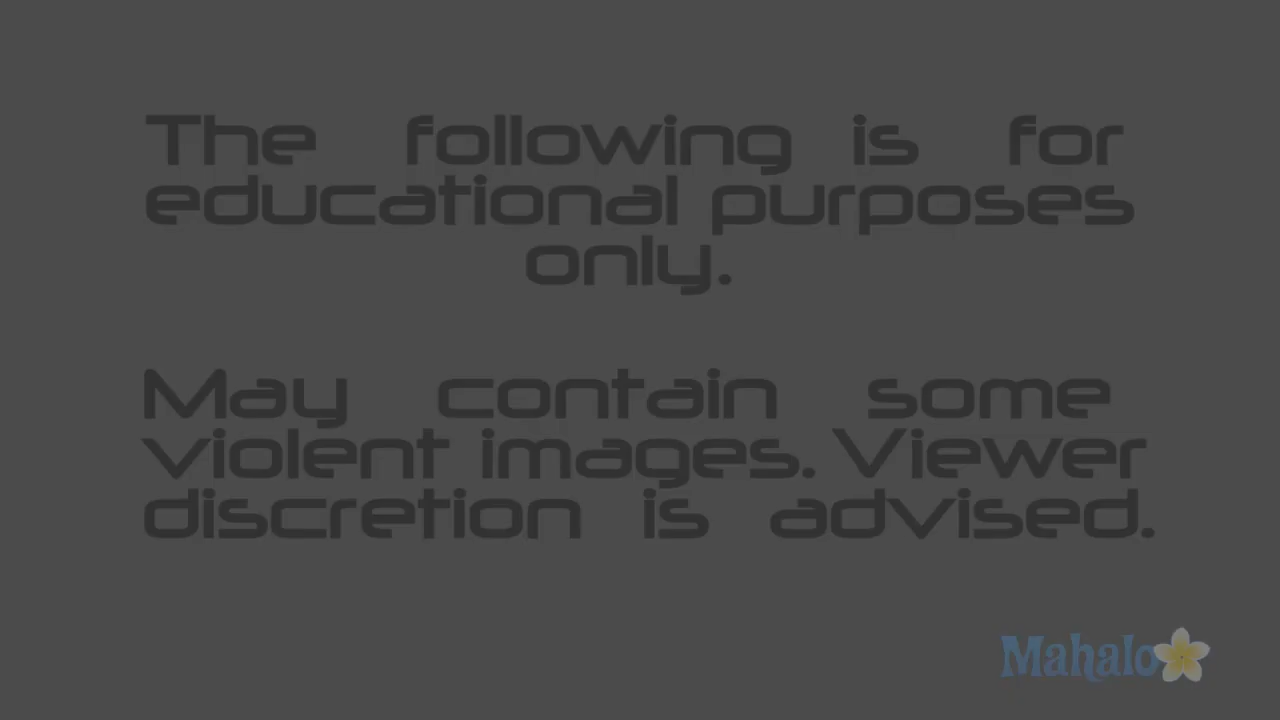 The following is for
educational purposes
only.
May contain some
violent images. Viewer
discretion is advised.
Mahalo